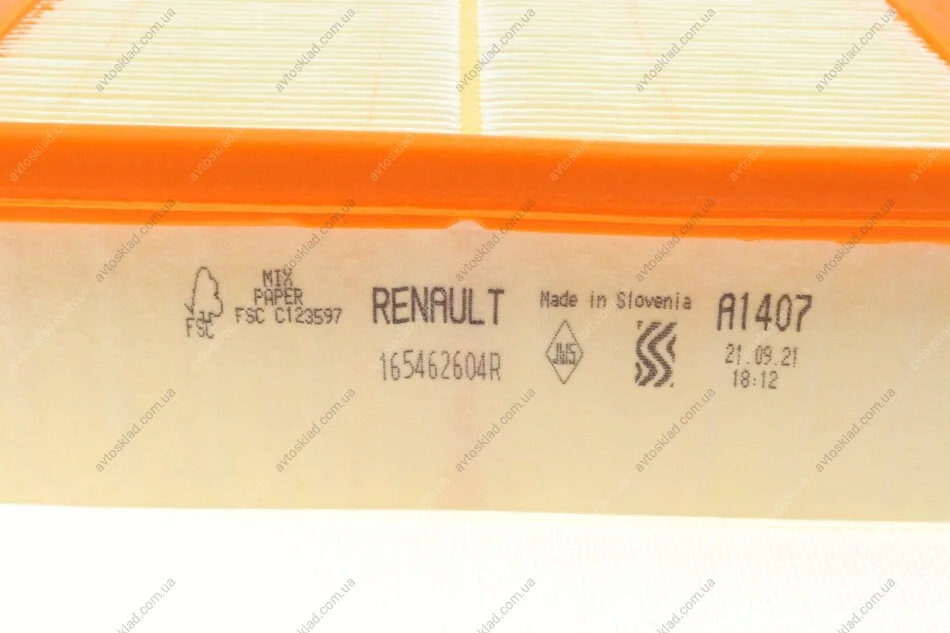 MIX
PAPER
FSC C123597
FSC
RENAULT
165462604R
Made in Slovenia
JWS
A1407
21.09.21
18:12
avtosklad.com.ua